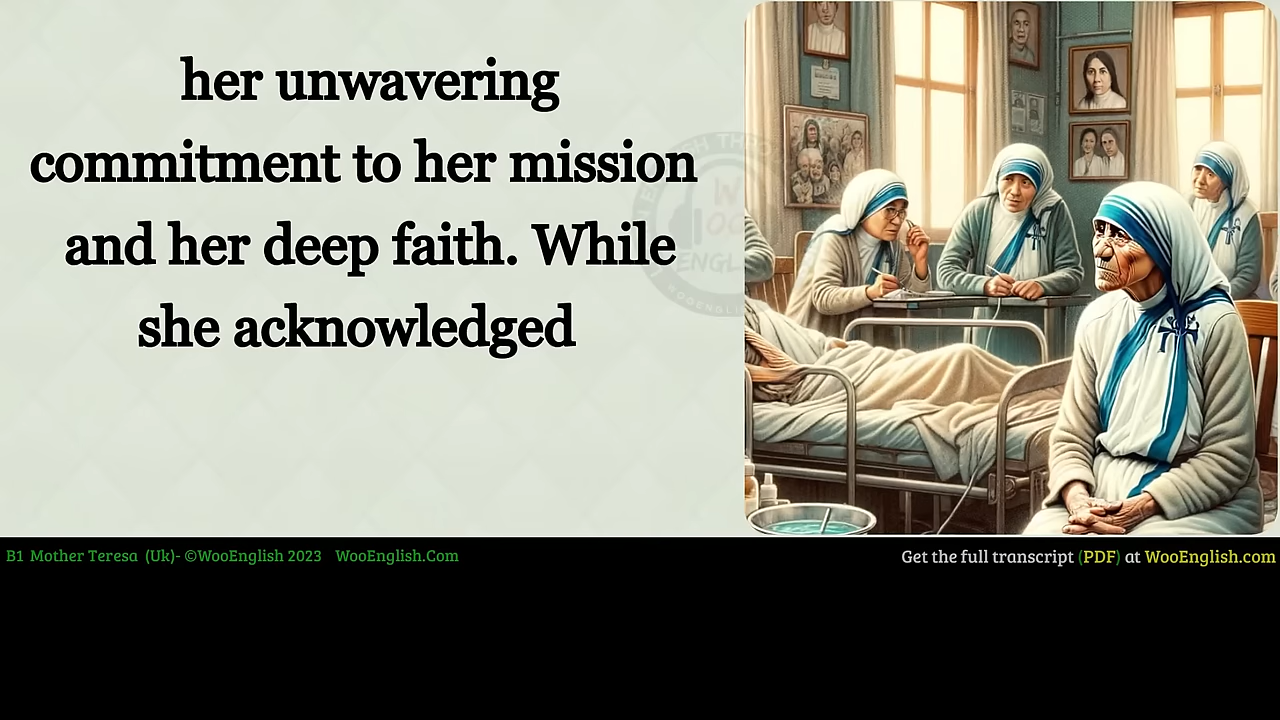 her unwavering
commitment to her mission
and her deep faith. While
she acknowledged
B1 Mother Teresa (Uk)- ©WooEnglish 2023 WooEnglish.Com
Get the full transcript (PDF) at WooEnglish.com